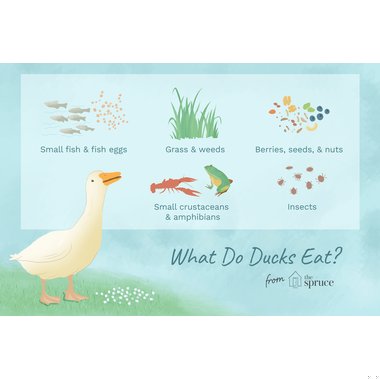 Small fish & fish eggs
Grass & weeds
Berries, seeds, & nuts
Small crustaceans
& amphibians
Insects
What Do Ducks Eat?
from the spruce